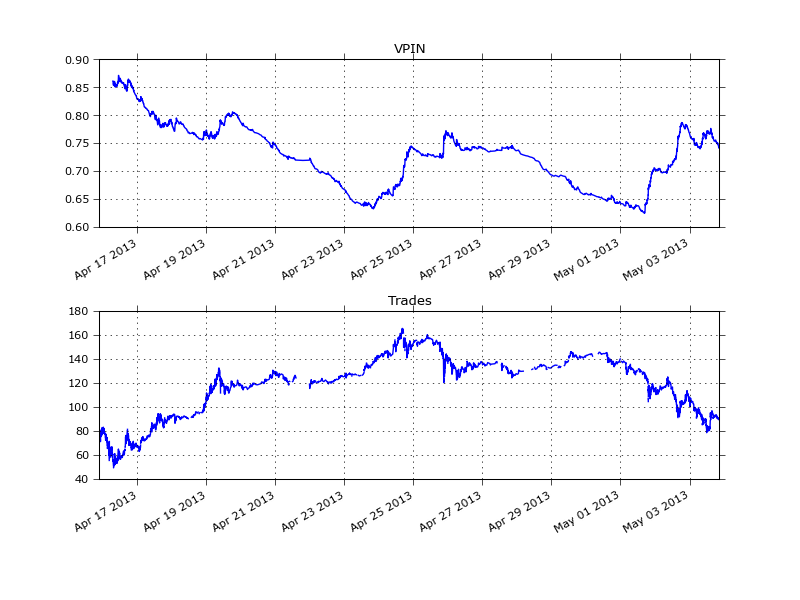 VPIN
0.90
0.85
0.80
0.75
0.70
0.65
0.60
Apr 17 2013
Apr 19 2013
Apr 21 2013
Apr 23 2013
Apr 25 2013
Apr 27 2013
Apr 29 2013
May 01 2013
May 03 2013
Trades
180
160
140
120
100
80
60
40
Apr 17 2013
Apr 19 2013
Apr 21 2013
Apr 23 2013
Apr 25 2013
Apr 27 2013
Apr 29 2013
May 01 2013
May 03 2013